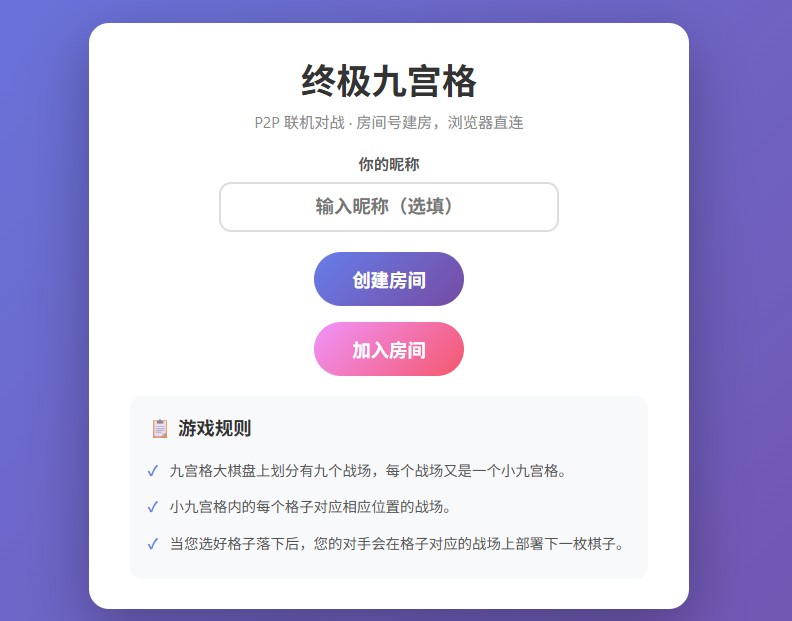 终极九宫格
P2P 联机对战 · 房间号建房，浏览器直连
你的昵称
输入昵称（选填）
创建房间
加入房间
📋 游戏规则
✓ 九宫格大棋盘上划分有九个战场，每个战场又是一个小九宫格。
✓ 小九宫格内的每个格子对应相应位置的战场。
✓ 当您选好格子落下后，您的对手会在格子对应的战场上部署下一枚棋子。